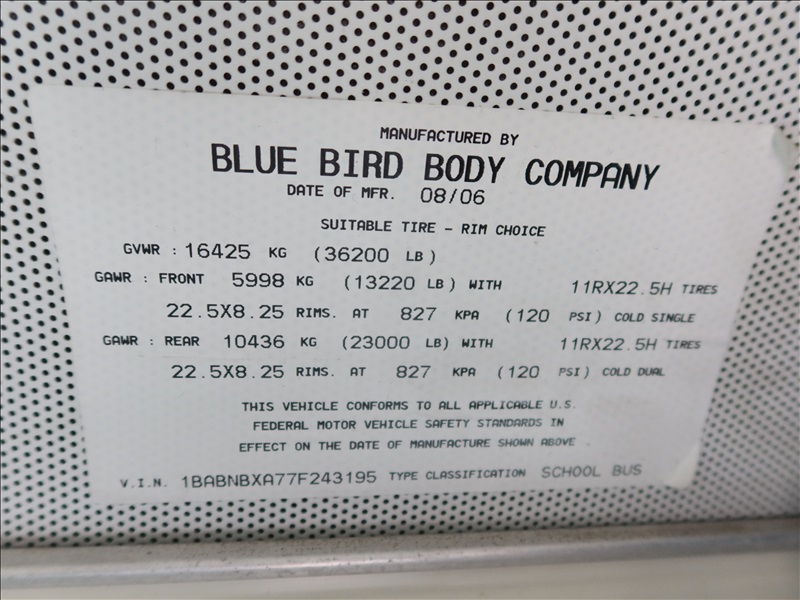 MANUFACTURED BY
BLUE BIRD BODY COMPANY
DATE OF MFR. 08/06
SUITABLE TIRE - RIM CHOICE
GVWR : 16425 KG (36200 LB)
GAWR : FRONT 5998 KG (13220 LB) WITH 11RX22.5H TIRES
22.5X8.25 RIMS. AT 827 KPA (120 PSI) COLD SINGLE
GAWR : REAR 10436 KG (23000 LB) WITH 11RX22.5H TIRES
22.5X8.25 RIMS. AT 827 KPA (120 PSI) COLD DUAL
THIS VEHICLE CONFORMS TO ALL APPLICABLE U.S.
FEDERAL MOTOR VEHICLE SAFETY STANDARDS IN
EFFECT ON THE DATE OF MANUFACTURE SHOWN ABOVE .
V.I.N. 1BABNBXA77F243195 TYPE CLASSIFICATION SCHOOL BUS